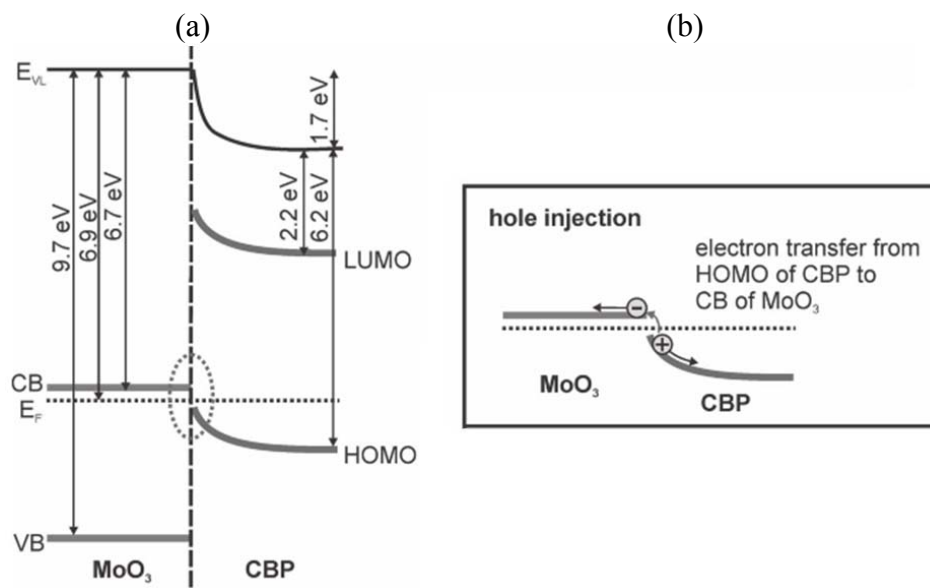 (a)
E_VL
9.7 eV
6.9 eV
6.7 eV
1.7 eV
2.2 eV
6.2 eV
LUMO
CB
E_F
HOMO
VB
MoO₃
CBP
(b)
hole injection
electron transfer from
HOMO of CBP to
CB of MoO₃
−
+
MoO₃
CBP